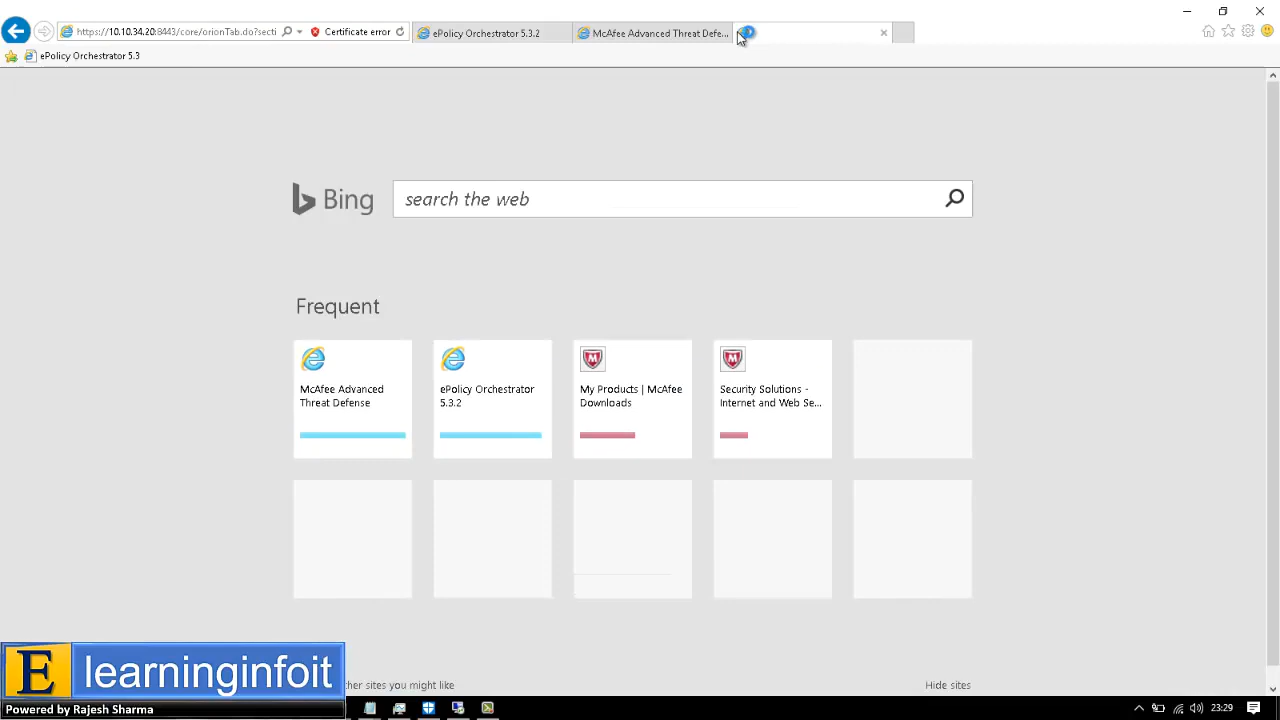 https://10.10.34.20:8443/core/orionTab.do?secti
Certificate error
ePolicy Orchestrator 5.3.2
McAfee Advanced Threat Defe...
ePolicy Orchestrator 5.3
Bing
search the web
Frequent
McAfee Advanced
Threat Defense
ePolicy Orchestrator
5.3.2
My Products | McAfee
Downloads
Security Solutions -
Internet and Web Se...
ther sites you might like
Hide sites
E learninginfoit
Powered by Rajesh Sharma
23:29